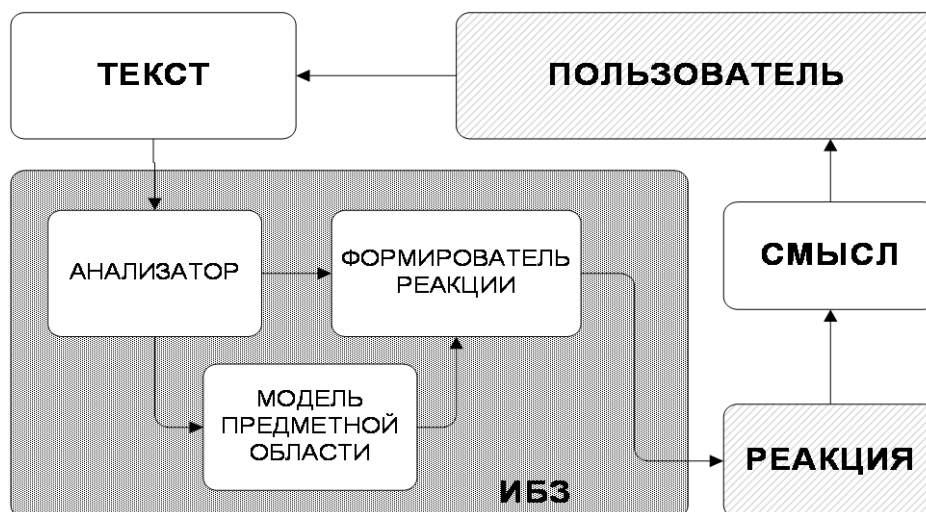 ТЕКСТ
ПОЛЬЗОВАТЕЛЬ
АНАЛИЗАТОР
ФОРМИРОВАТЕЛЬ
РЕАКЦИИ
СМЫСЛ
МОДЕЛЬ
ПРЕДМЕТНОЙ
ОБЛАСТИ
РЕАКЦИЯ
ИБЗ